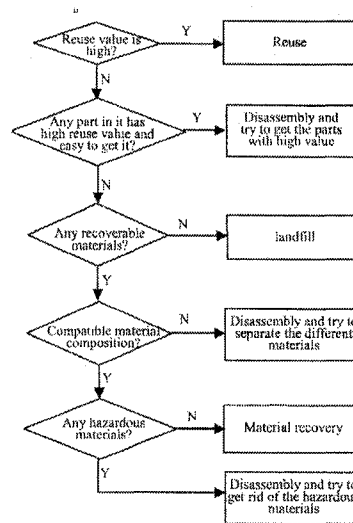 Reuse value is
high?
Y
Reuse
N
Any part in it has
high reuse value and
easy to get it?
Y
Disassembly and
try to get the parts
with high value
N
Any recoverable
materials?
N
landfill
Y
Compatible material
composition?
N
Disassembly and try to
separate the different
materials
Y
Any hazardous
materials?
N
Material recovery
Y
Disassembly and try to
get rid of the hazardous
materials